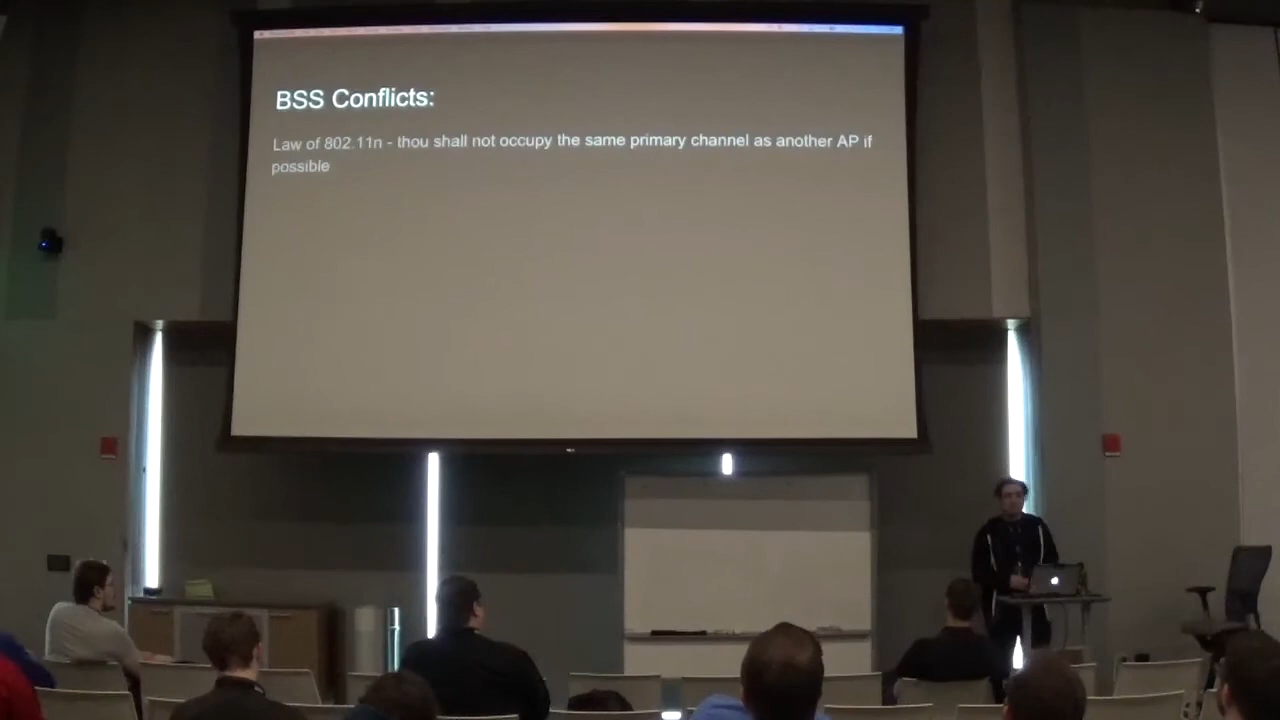 BSS Conflicts:
Law of 802.11n - thou shall not occupy the same primary channel as another AP if
possible